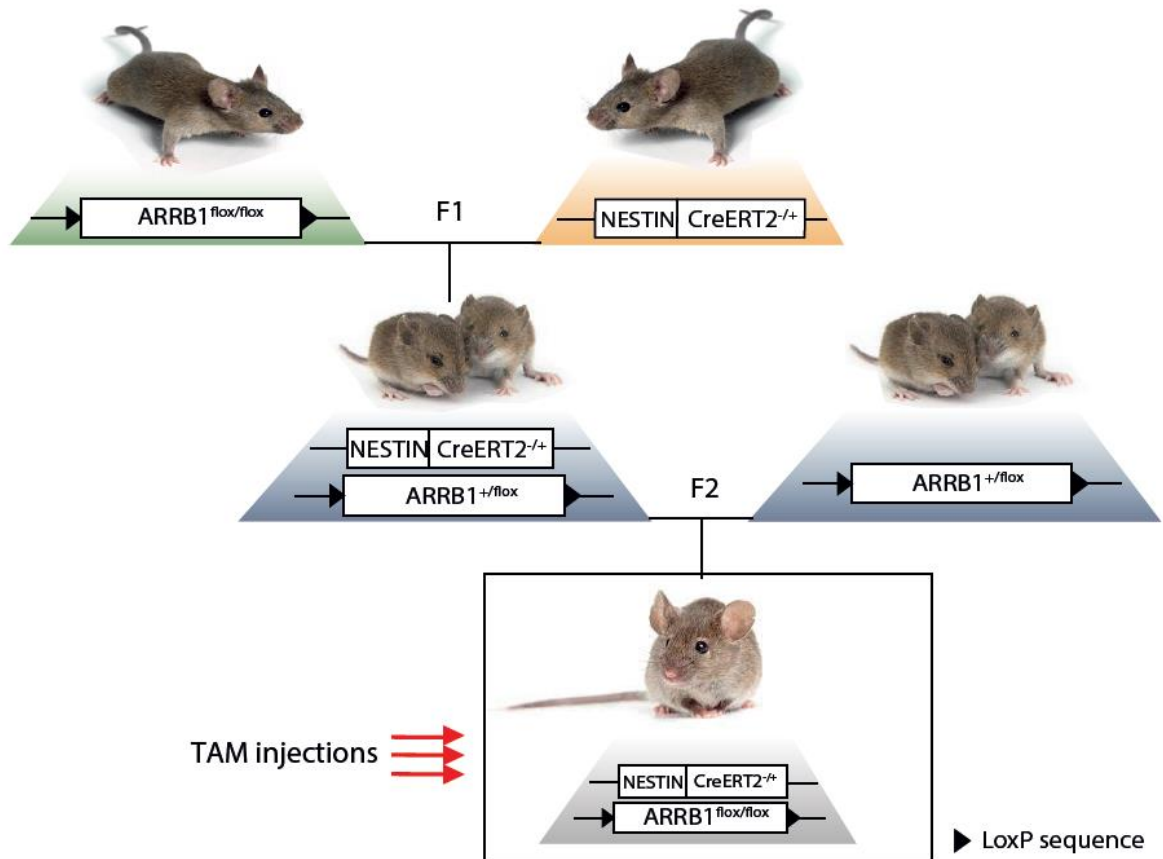 ARRB1flox/flox
F1
NESTIN CreERT2-/+
NESTIN CreERT2-/+
ARRB1+/flox
F2
ARRB1+/flox
TAM injections
NESTIN CreERT2-/+
ARRB1flox/flox
LoxP sequence